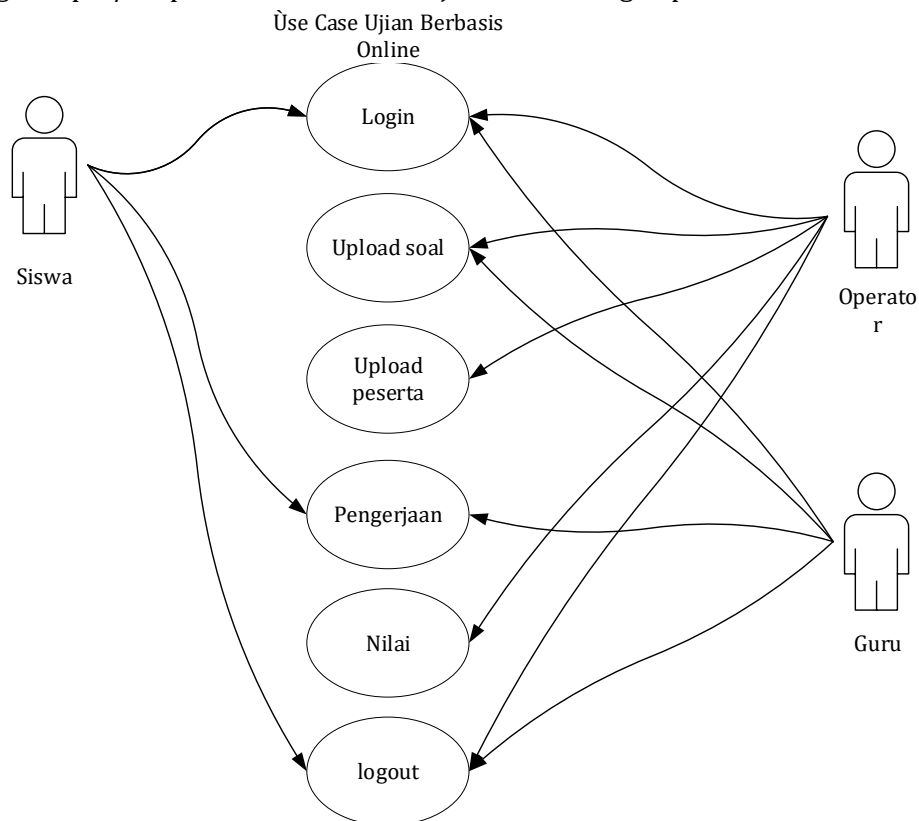 Ùse Case Ujian Berbasis
Online
Login
Upload soal
Siswa
Operato
r
Upload
peserta
Pengerjaan
Nilai
Guru
logout